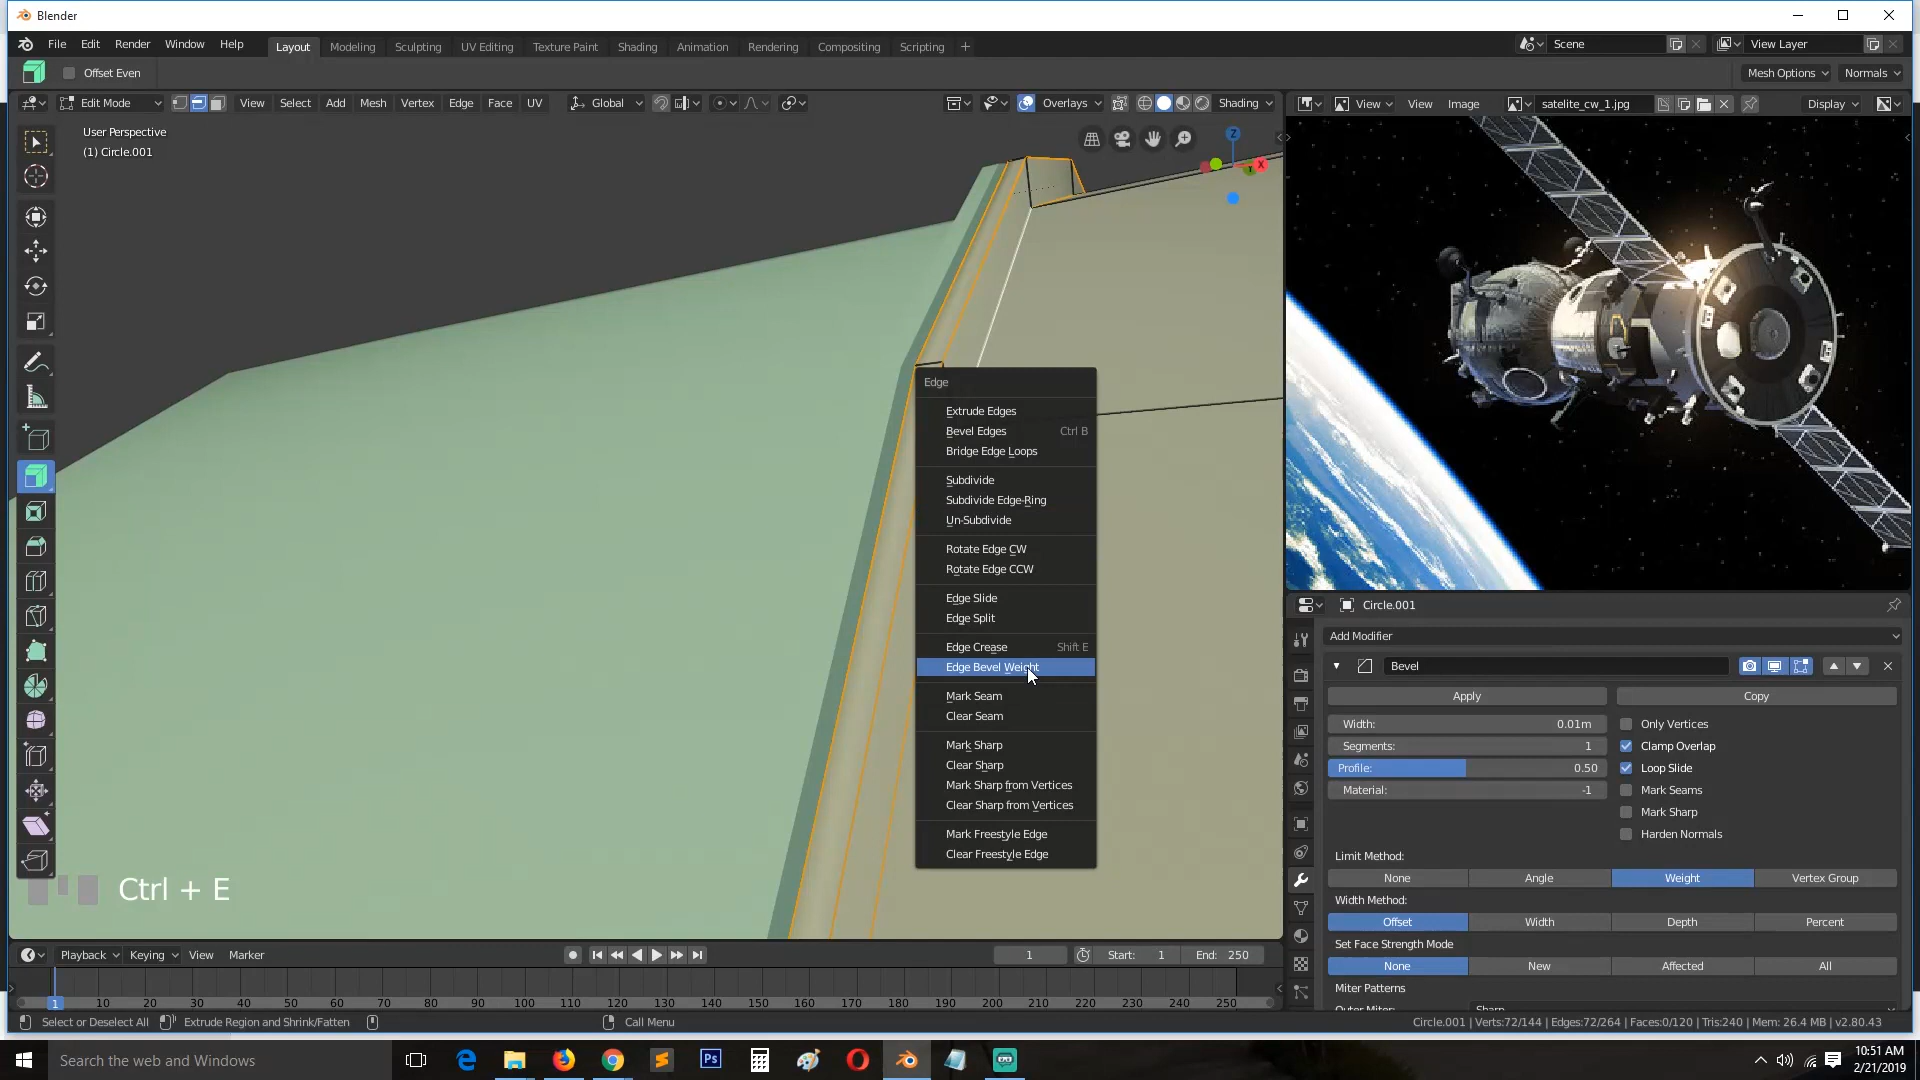 Blender
File Edit Render Window Help
Layout Modeling Sculpting UV Editing Texture Paint Shading Animation Rendering Compositing Scripting +
Scene
View Layer
Offset Even
Mesh Options
Normals
Edit Mode
View Select Add Mesh Vertex Edge Face UV
Global
Overlays
Shading
View
View Image
satelite_cw_1.jpg
Display
User Perspective
(1) Circle.001
Z
X
Y
Edge
Extrude Edges
Bevel Edges Ctrl B
Bridge Edge Loops
Subdivide
Subdivide Edge-Ring
Un-Subdivide
Rotate Edge CW
Rotate Edge CCW
Edge Slide
Edge Split
Edge Crease Shift E
Edge Bevel Weight
Mark Seam
Clear Seam
Mark Sharp
Clear Sharp
Mark Sharp from Vertices
Clear Sharp from Vertices
Mark Freestyle Edge
Clear Freestyle Edge
Ctrl + E
Circle.001
Add Modifier
Bevel
Apply
Copy
Width: 0.01m
Only Vertices
Segments: 1
Clamp Overlap
Profile: 0.50
Loop Slide
Material: -1
Mark Seams
Mark Sharp
Harden Normals
Limit Method:
None Angle Weight Vertex Group
Width Method:
Offset Width Depth Percent
Set Face Strength Mode
None New Affected All
Miter Patterns
Outer Miter: Sharp
Playback Keying View Marker
1
Start: 1
End: 250
1 10 20 30 40 50 60 70 80 90 100 110 120 130 140 150 160 170 180 190 200 210 220 230 240 250
Select or Deselect All
Extrude Region and Shrink/Fatten
Call Menu
Circle.001 | Verts:72/144 | Edges:72/264 | Faces:0/120 | Tris:240 | Mem: 26.4 MB | v2.80.43
Search the web and Windows
Ps
10:51 AM
2/21/2019